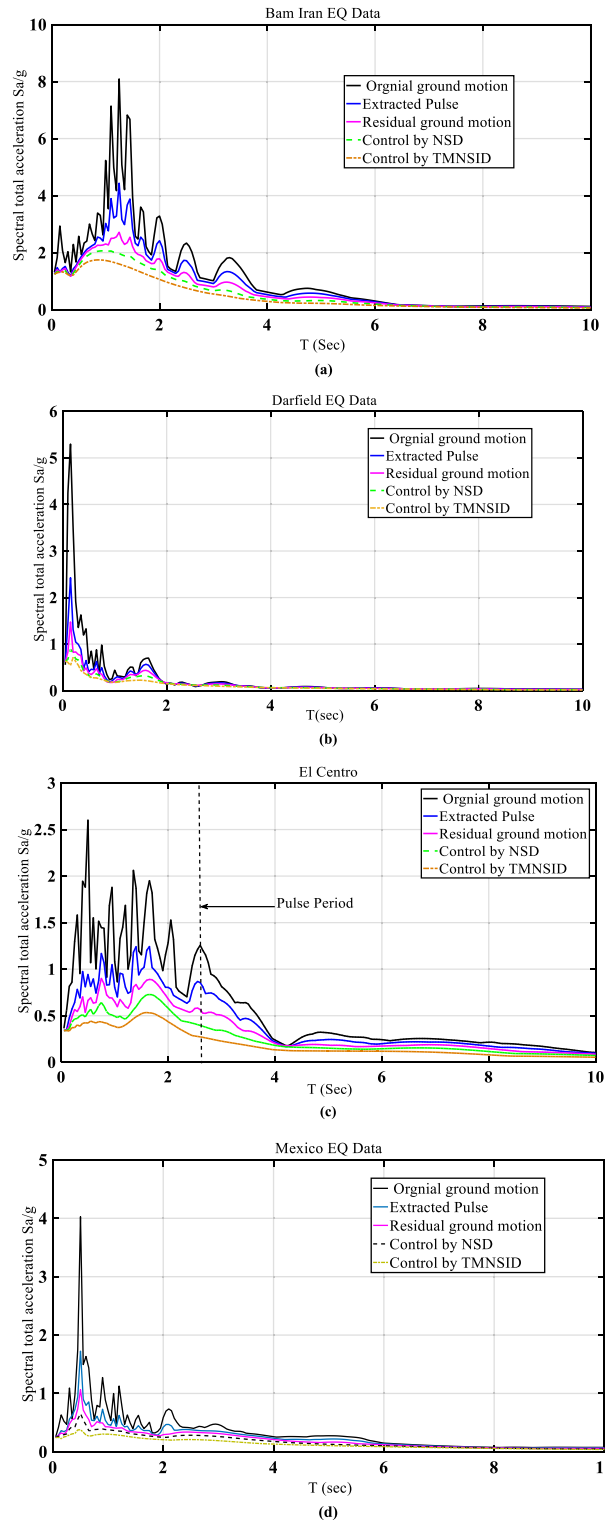 Bam Iran EQ Data
Spectral total acceleration Sa/g
10
8
6
4
2
0
Orgnial ground motion
Extracted Pulse
Residual ground motion
Control by NSD
Control by TMNSID
0 2 4 6 8 10
T (Sec)
(a)
Darfield EQ Data
Spectral total acceleration Sa/g
6
5
4
3
2
1
0
Orgnial ground motion
Extracted Pulse
Residual ground motion
Control by NSD
Control by TMNSID
0 2 4 6 8 10
T(sec)
(b)
El Centro
Spectral total acceleration Sa/g
3
2.5
2
1.5
1
0.5
0
Orgnial ground motion
Extracted Pulse
Residual ground motion
Control by NSD
Control by TMNSID
Pulse Period
0 2 4 6 8 10
T (Sec)
(c)
Mexico EQ Data
Spectral total acceleration Sa/g
5
4
3
2
1
0
Orgnial ground motion
Extracted Pulse
Residual ground motion
Control by NSD
Control by TMNSID
0 2 4 6 8 10
T (sec)
(d)